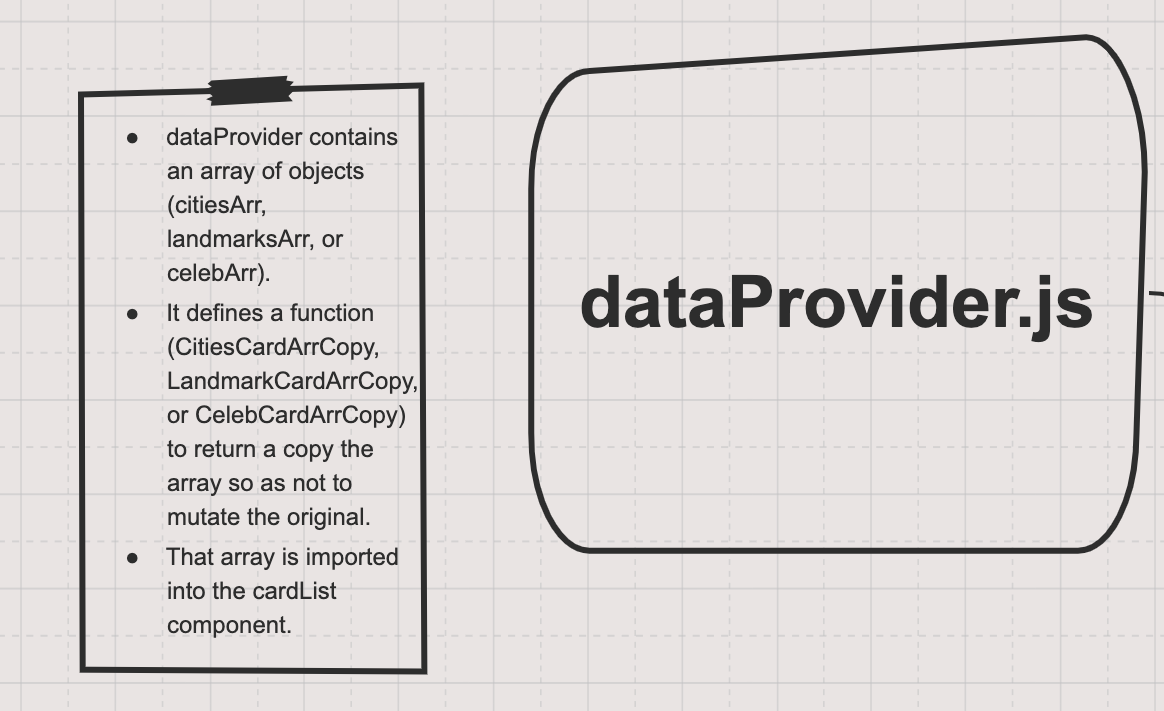 ● dataProvider contains
an array of objects
(citiesArr,
landmarksArr, or
celebArr).
● It defines a function
(CitiesCardArrCopy,
LandmarkCardArrCopy,
or CelebCardArrCopy)
to return a copy the
array so as not to
mutate the original.
● That array is imported
into the cardList
component.
dataProvider.js